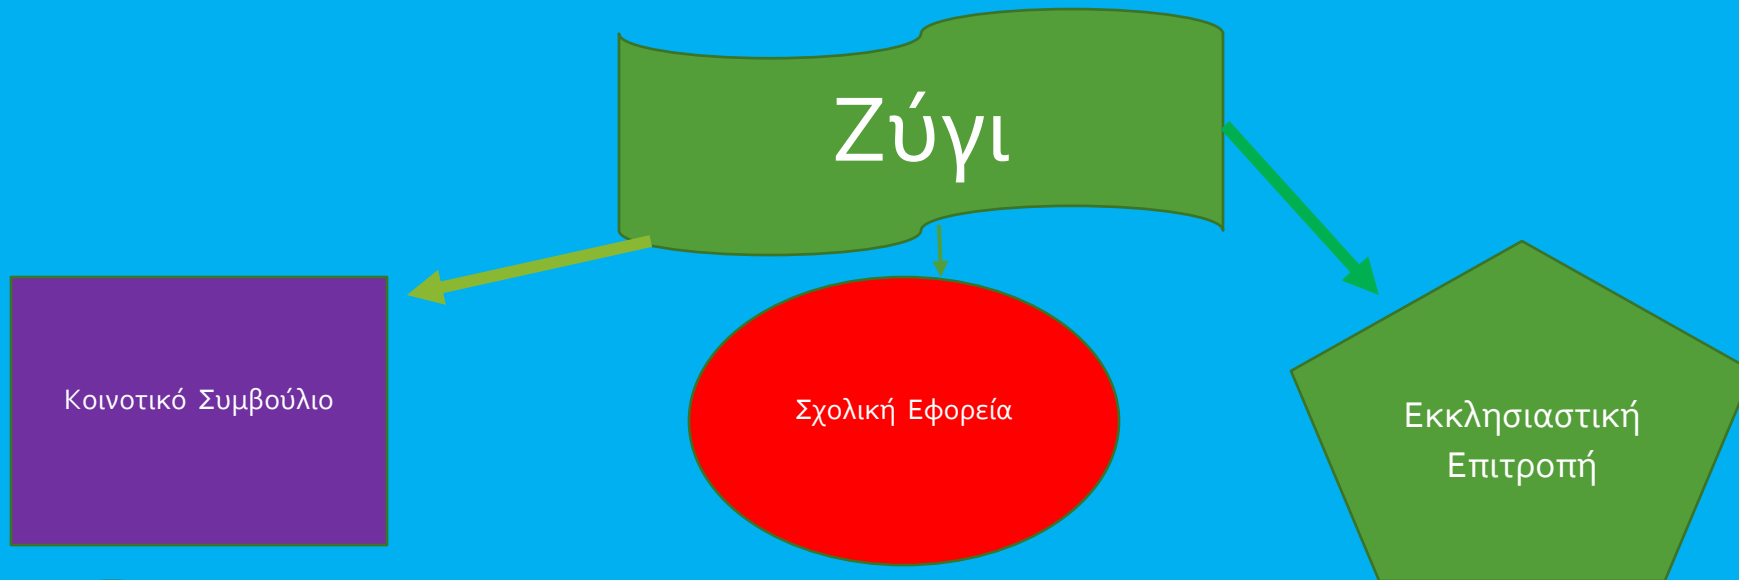 Ζύγι
Κοινοτικό Συμβούλιο
Σχολική Εφορεία
Εκκλησιαστική
Επιτροπή